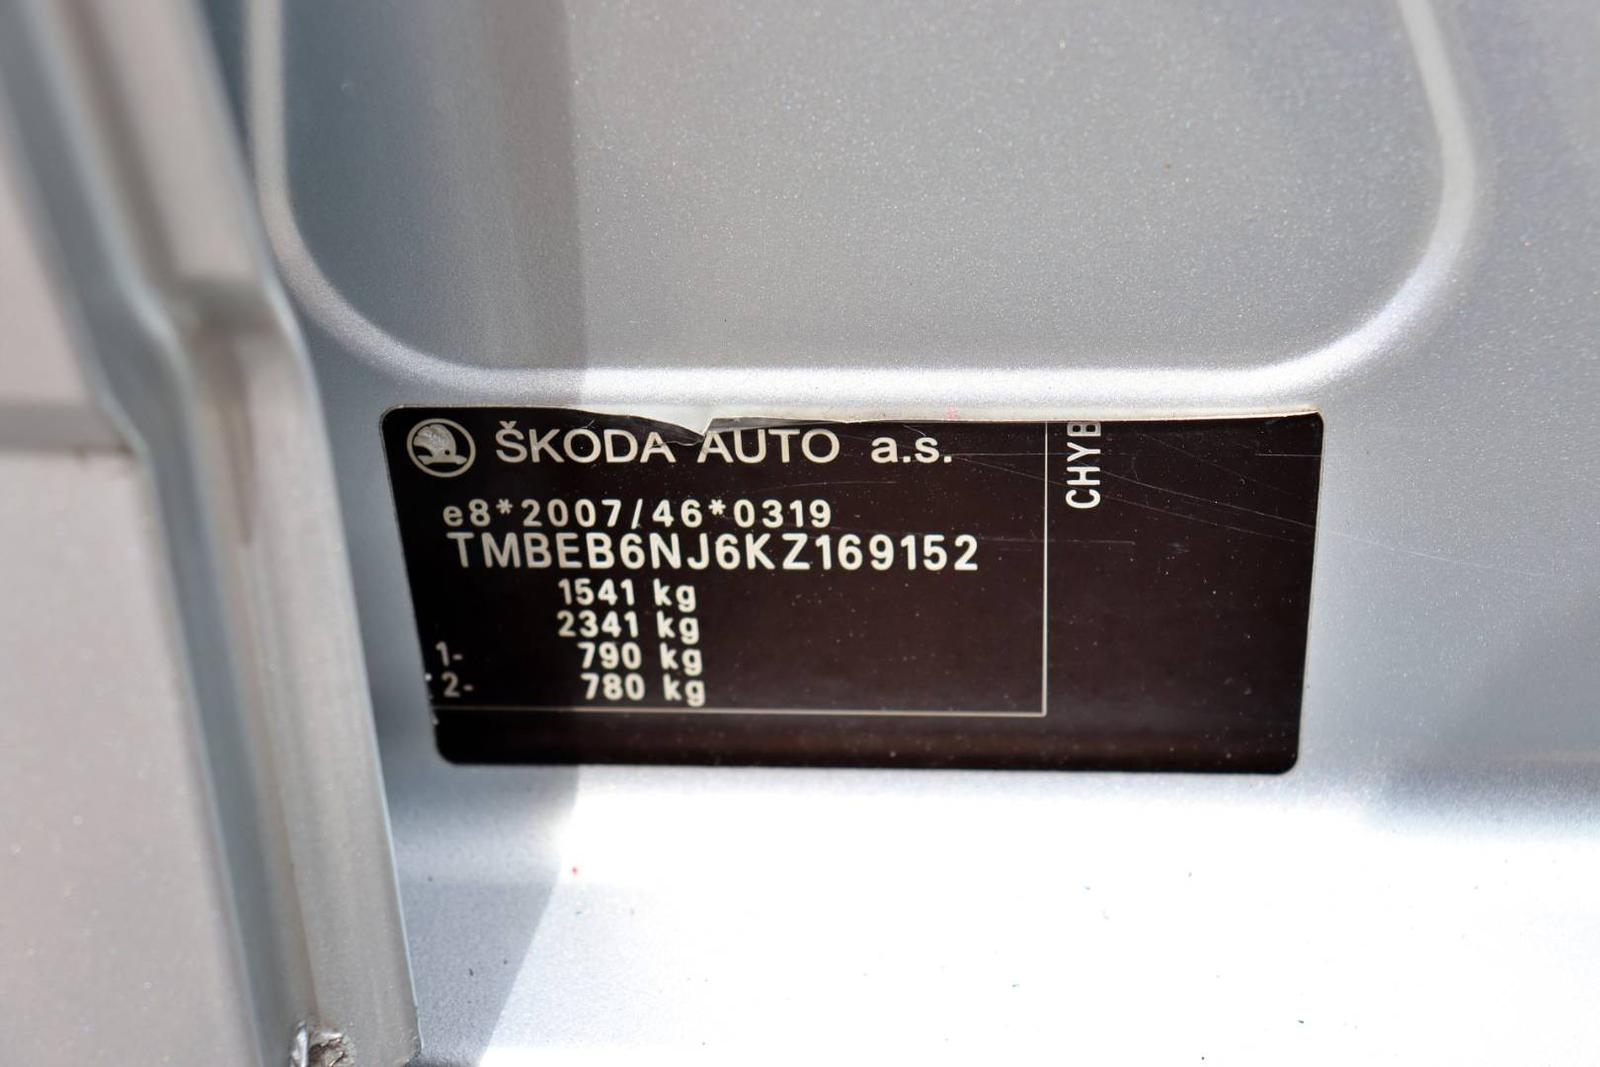 ŠKODA AUTO a.s.
e8*2007/46*0319
TMBEB6NJ6KZ169152
1541 kg
2341 kg
1- 790 kg
2- 780 kg
CHYB